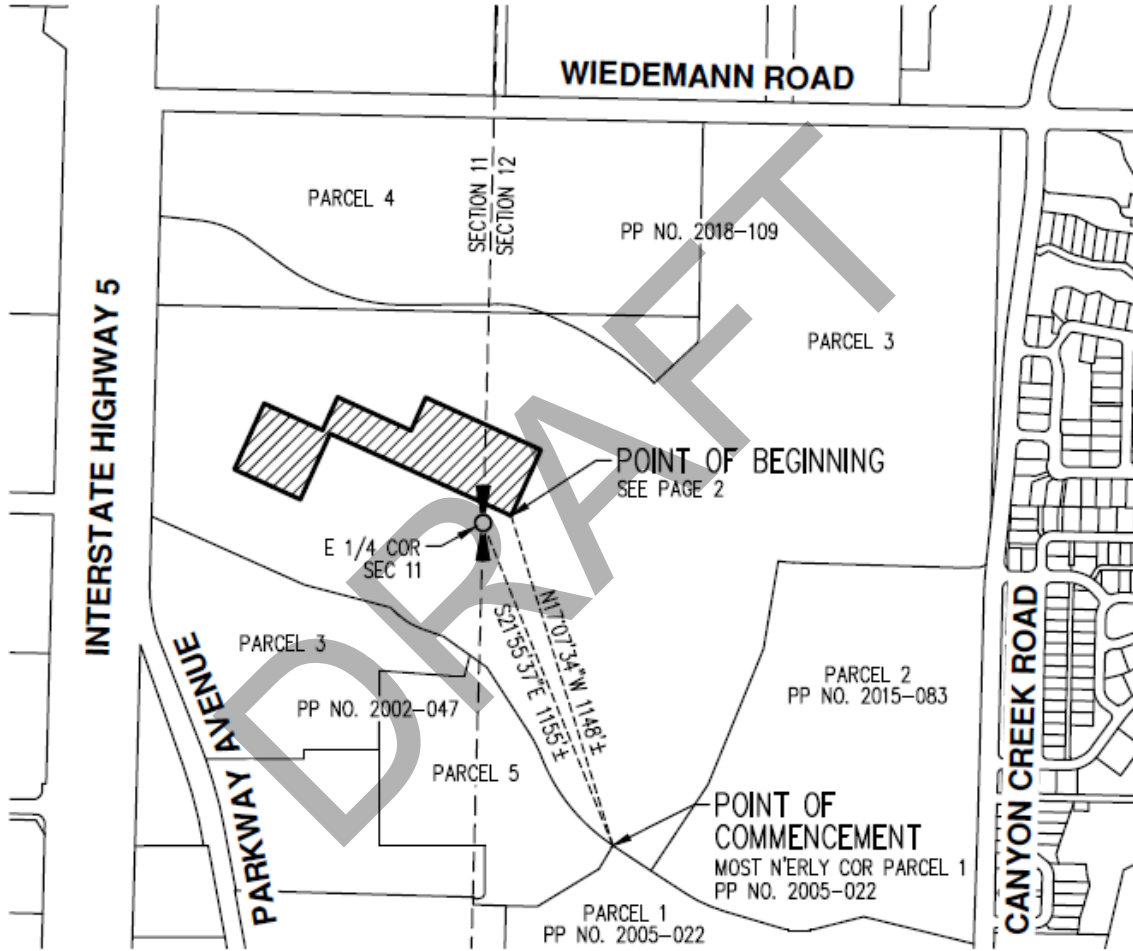 WIEDEMANN ROAD
SECTION 11
SECTION 12
PARCEL 4
PP NO. 2018-109
PARCEL 3
INTERSTATE HIGHWAY 5
POINT OF BEGINNING
SEE PAGE 2
E 1/4 COR
SEC 11
N17°07'34"W 1148'±
S21°55'37"E 1155'±
PARCEL 3
PP NO. 2002-047
PARKWAY AVENUE
PARCEL 5
PARCEL 2
PP NO. 2015-083
CANYON CREEK ROAD
POINT OF
COMMENCEMENT
MOST N'ERLY COR PARCEL 1
PP NO. 2005-022
PARCEL 1
PP NO. 2005-022
DRAFT